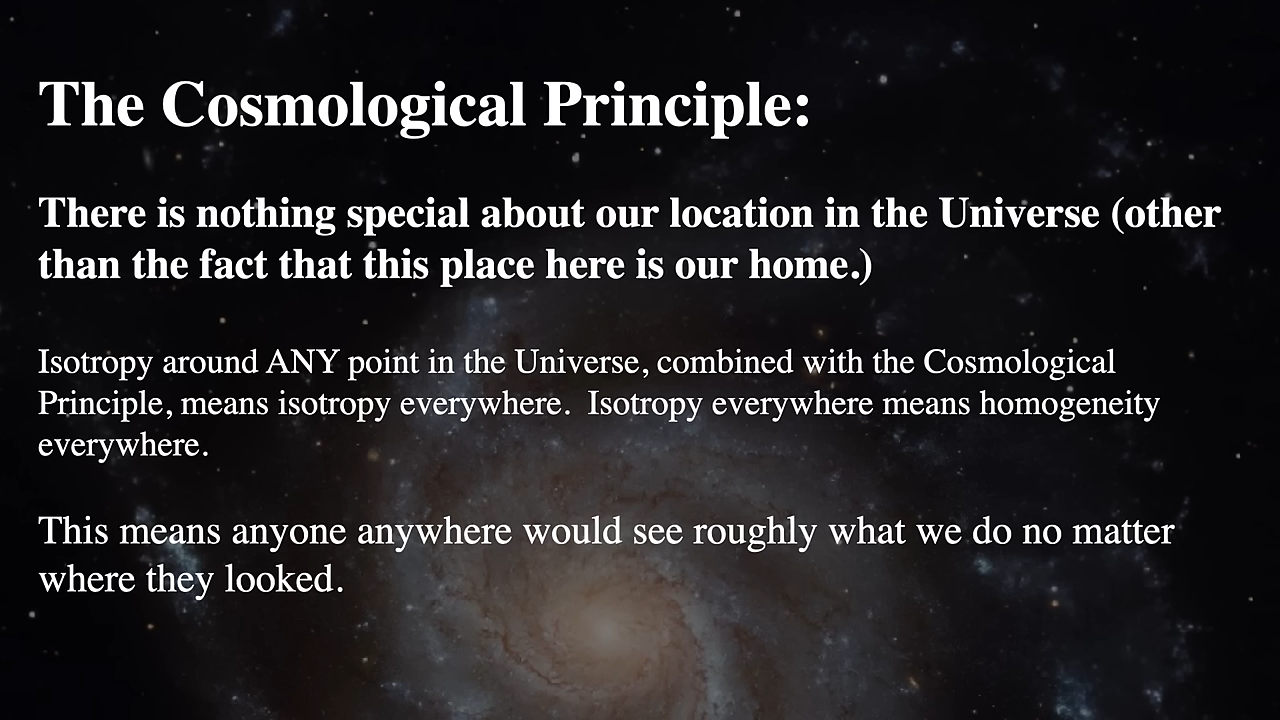 The Cosmological Principle:
There is nothing special about our location in the Universe (other
than the fact that this place here is our home.)
Isotropy around ANY point in the Universe, combined with the Cosmological
Principle, means isotropy everywhere.  Isotropy everywhere means homogeneity
everywhere.
This means anyone anywhere would see roughly what we do no matter
where they looked.